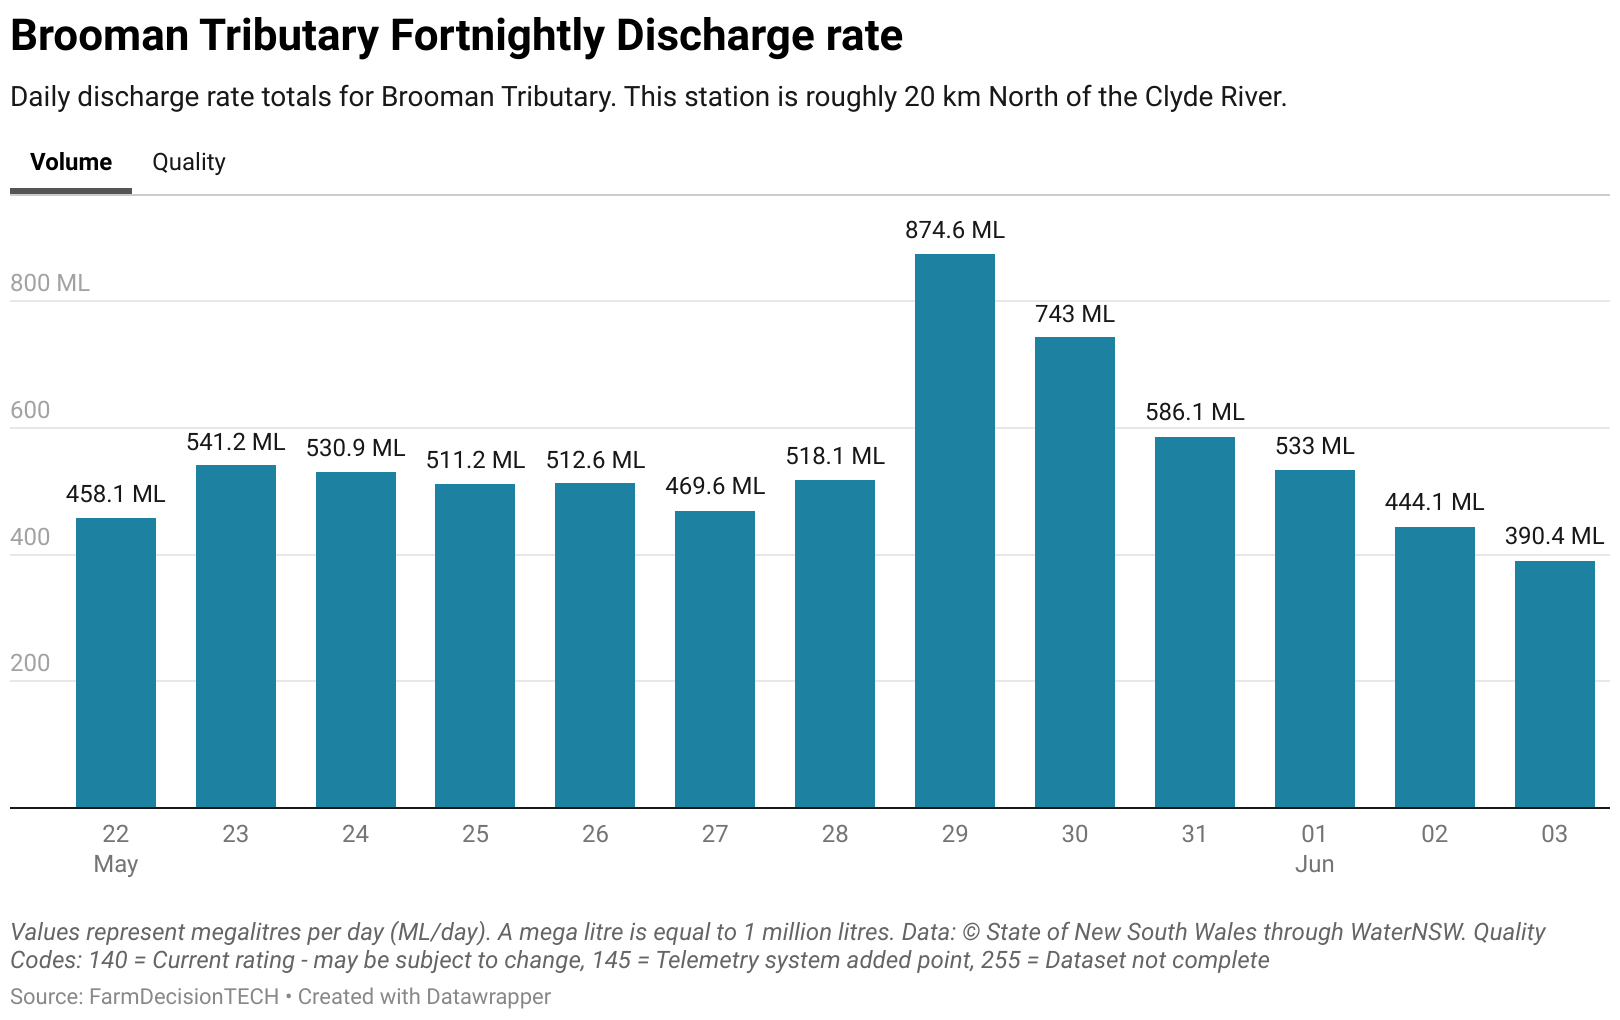 Brooman Tributary Fortnightly Discharge rate
Daily discharge rate totals for Brooman Tributary. This station is roughly 20 km North of the Clyde River.
Volume Quality
874.6 ML
800 ML
743 ML
600
586.1 ML
541.2 ML
530.9 ML
533 ML
518.1 ML
511.2 ML
512.6 ML
469.6 ML
458.1 ML
444.1 ML
400
390.4 ML
200
22 23 24 25 26 27 28 29 30 31 01 02 03
May Jun
Values represent megalitres per day (ML/day). A mega litre is equal to 1 million litres. Data: © State of New South Wales through WaterNSW. Quality
Codes: 140 = Current rating - may be subject to change, 145 = Telemetry system added point, 255 = Dataset not complete
Source: FarmDecisionTECH • Created with Datawrapper